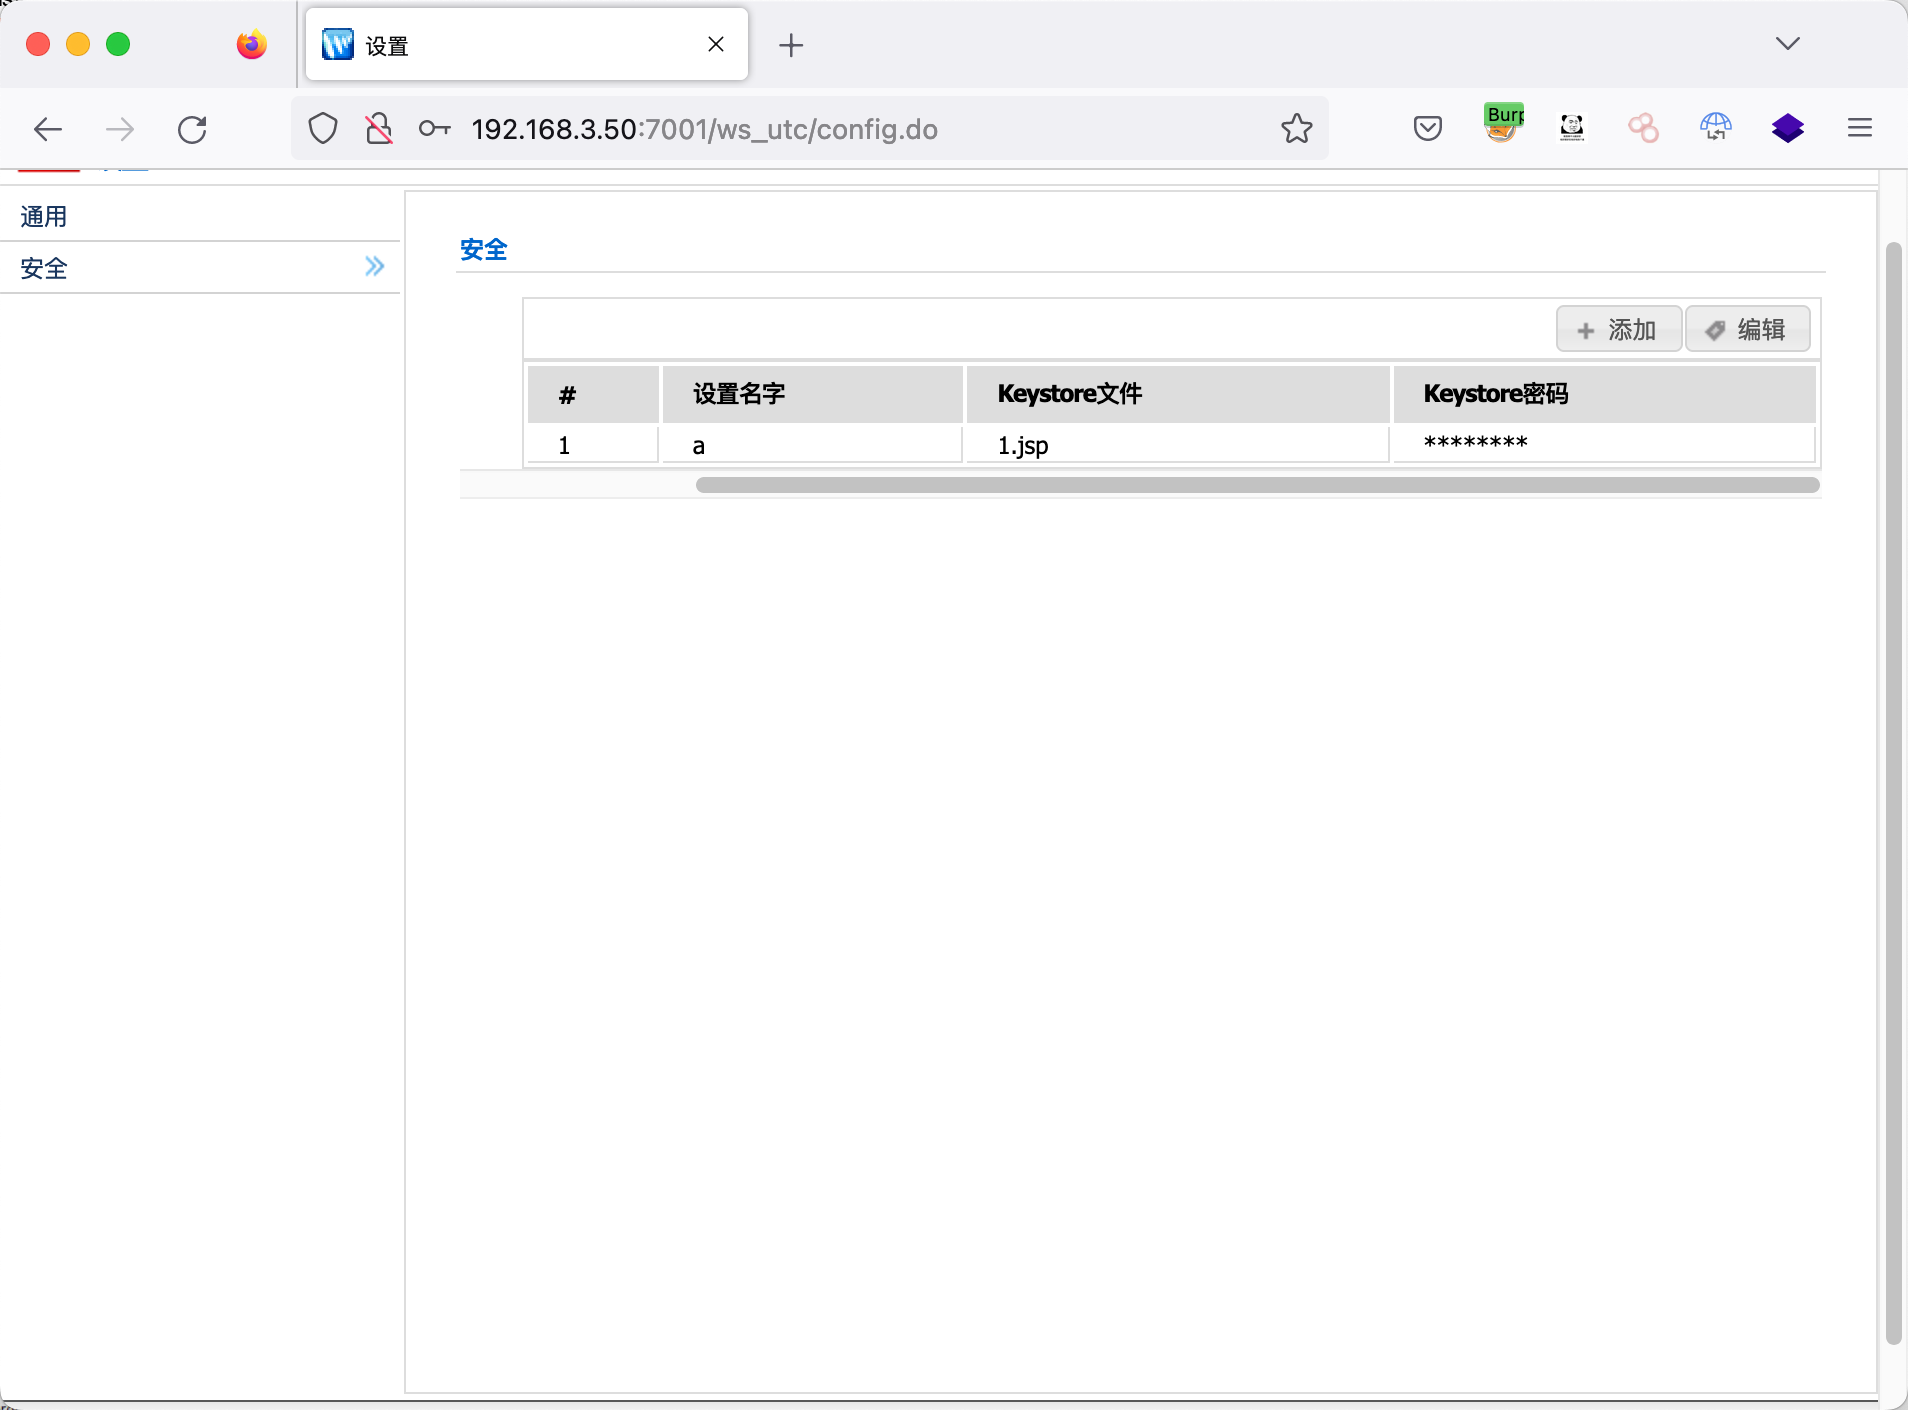 设置
192.168.3.50:7001/ws_utc/config.do
Burp
通用
安全
安全
添加 编辑
# 设置名字 Keystore文件 Keystore密码
1 a 1.jsp ********